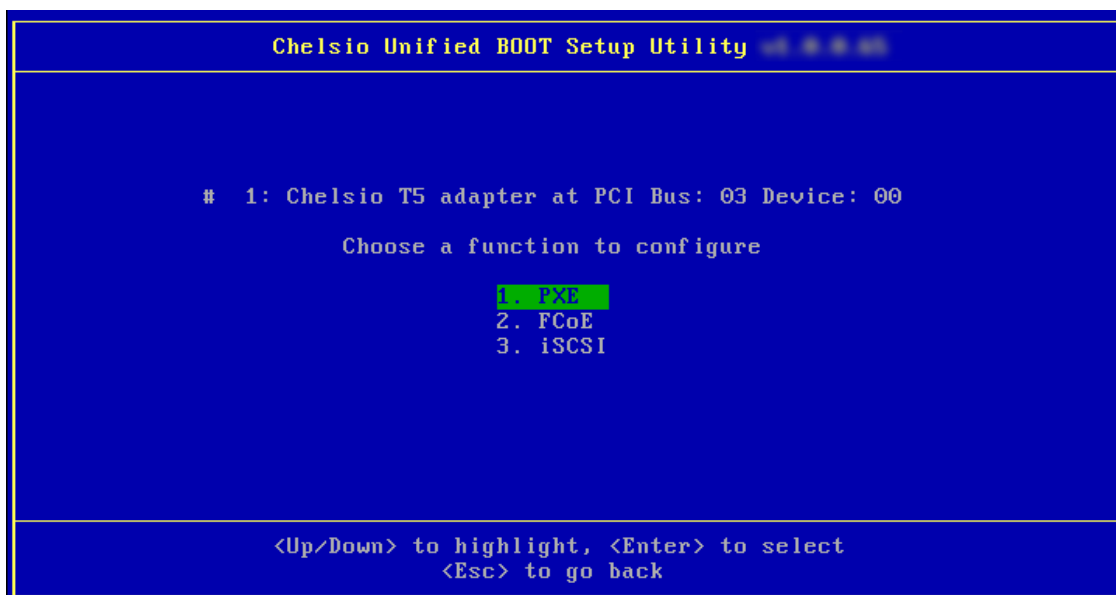 Chelsio Unified BOOT Setup Utility
# 1: Chelsio T5 adapter at PCI Bus: 03 Device: 00
Choose a function to configure
1. PXE
2. FCoE
3. iSCSI
<Up/Down> to highlight, <Enter> to select
<Esc> to go back